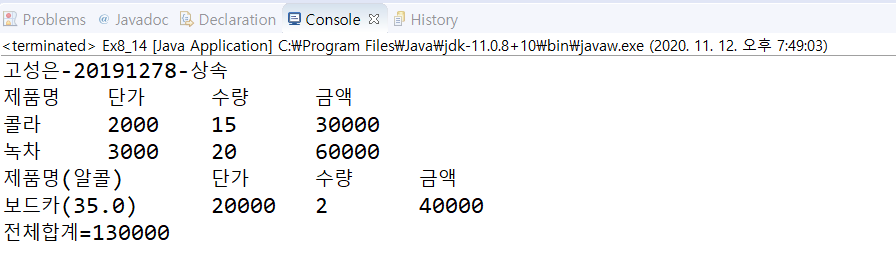 Problems @ Javadoc Declaration Console History
<terminated> Ex8_14 [Java Application] C:₩Program Files₩Java₩jdk-11.0.8+10₩bin₩javaw.exe (2020. 11. 12. 오후 7:49:03)
고성은-20191278-상속
제품명 단가 수량 금액
콜라 2000 15 30000
녹차 3000 20 60000
제품명(알콜) 단가 수량 금액
보드카(35.0) 20000 2 40000
전체합계=130000